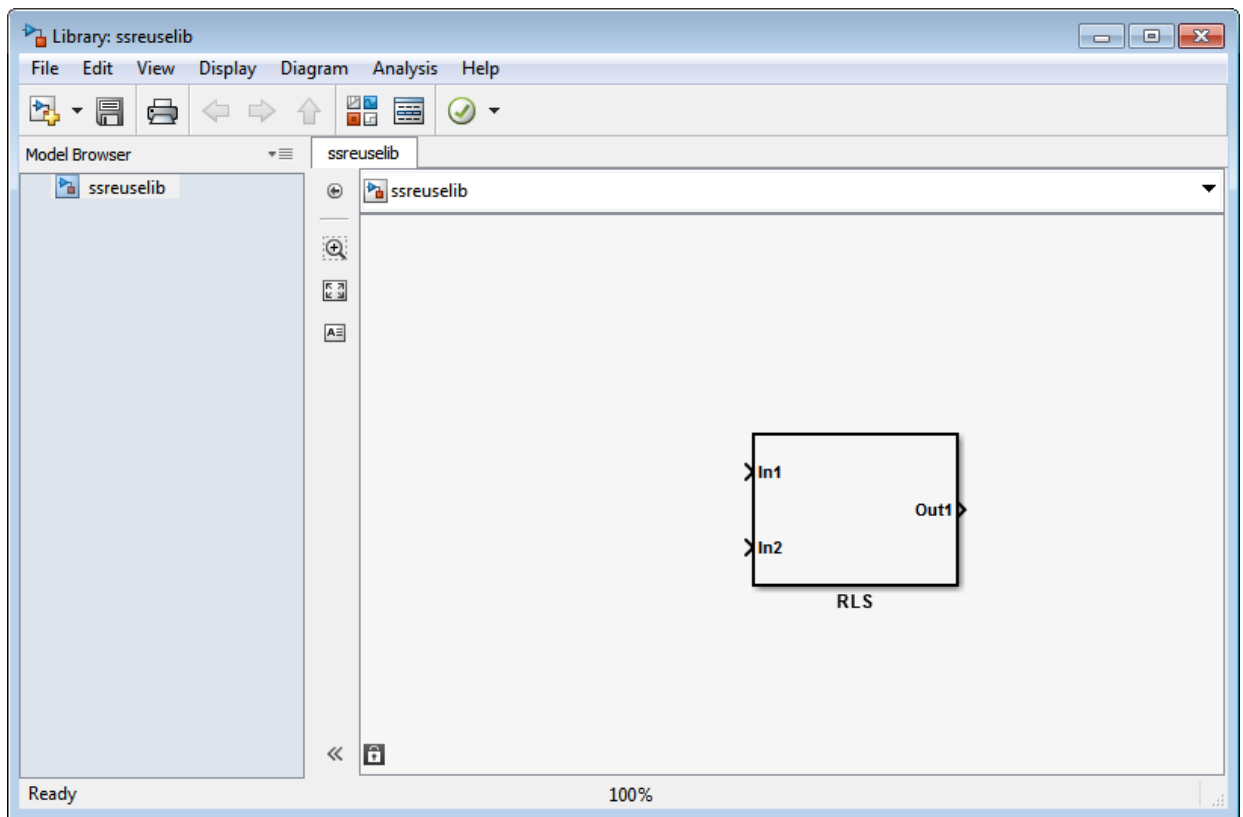 Library: ssreuselib
File Edit View Display Diagram Analysis Help
Model Browser
ssreuselib
ssreuselib
ssreuselib
In1
Out1
In2
RLS
Ready
100%